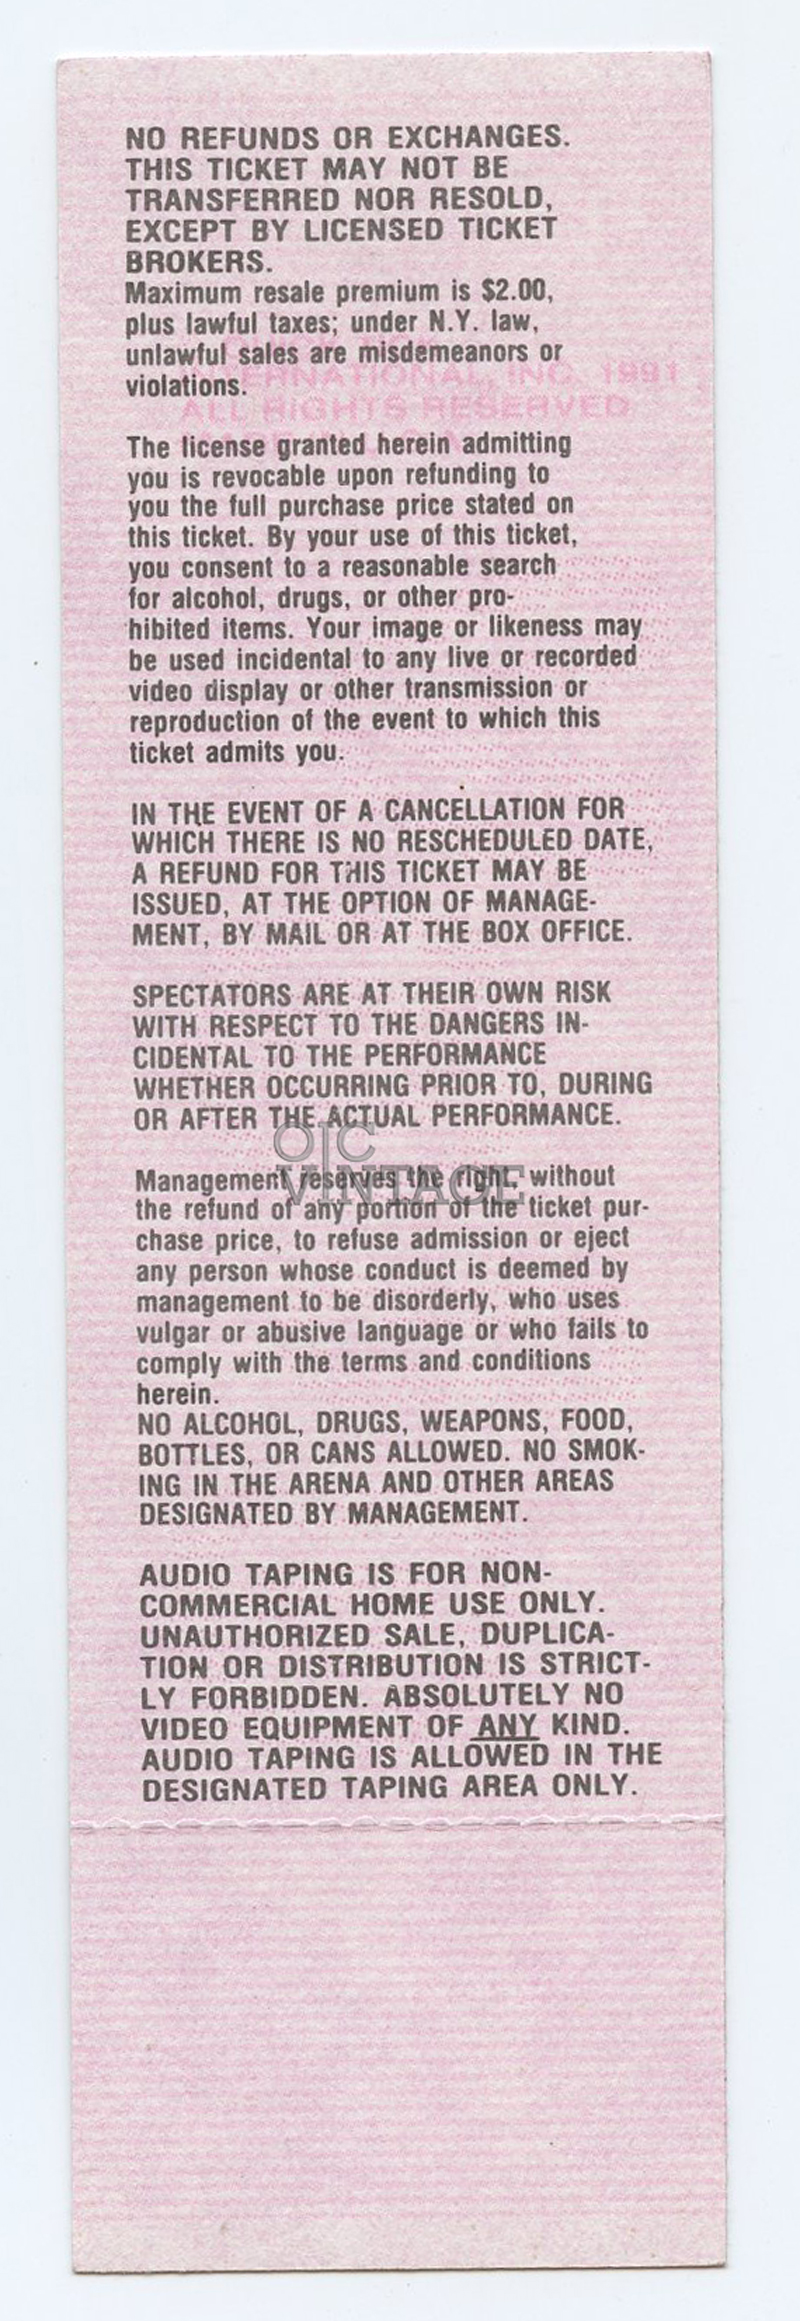 NO REFUNDS OR EXCHANGES.
THIS TICKET MAY NOT BE
TRANSFERRED NOR RESOLD,
EXCEPT BY LICENSED TICKET
BROKERS.
Maximum resale premium is $2.00,
plus lawful taxes; under N.Y. law,
unlawful sales are misdemeanors or
INTERNATIONAL, INC. 1991
violations.
ALL RIGHTS RESERVED
The license granted herein admitting
you is revocable upon refunding to
you the full purchase price stated on
this ticket. By your use of this ticket,
you consent to a reasonable search
for alcohol, drugs, or other pro-
hibited items. Your image or likeness may
be used incidental to any live or recorded
video display or other transmission or
reproduction of the event to which this
ticket admits you.
IN THE EVENT OF A CANCELLATION FOR
WHICH THERE IS NO RESCHEDULED DATE,
A REFUND FOR THIS TICKET MAY BE
ISSUED, AT THE OPTION OF MANAGE-
MENT, BY MAIL OR AT THE BOX OFFICE.
SPECTATORS ARE AT THEIR OWN RISK
WITH RESPECT TO THE DANGERS IN-
CIDENTAL TO THE PERFORMANCE
WHETHER OCCURRING PRIOR TO, DURING
OR AFTER THE ACTUAL PERFORMANCE.
OJC
VINTAGE
Management reserves the right, without
the refund of any portion of the ticket pur-
chase price, to refuse admission or eject
any person whose conduct is deemed by
management to be disorderly, who uses
vulgar or abusive language or who fails to
comply with the terms and conditions
herein.
NO ALCOHOL, DRUGS, WEAPONS, FOOD,
BOTTLES, OR CANS ALLOWED. NO SMOK-
ING IN THE ARENA AND OTHER AREAS
DESIGNATED BY MANAGEMENT.
AUDIO TAPING IS FOR NON-
COMMERCIAL HOME USE ONLY.
UNAUTHORIZED SALE, DUPLICA-
TION OR DISTRIBUTION IS STRICT-
LY FORBIDDEN. ABSOLUTELY NO
VIDEO EQUIPMENT OF ANY KIND.
AUDIO TAPING IS ALLOWED IN THE
DESIGNATED TAPING AREA ONLY.